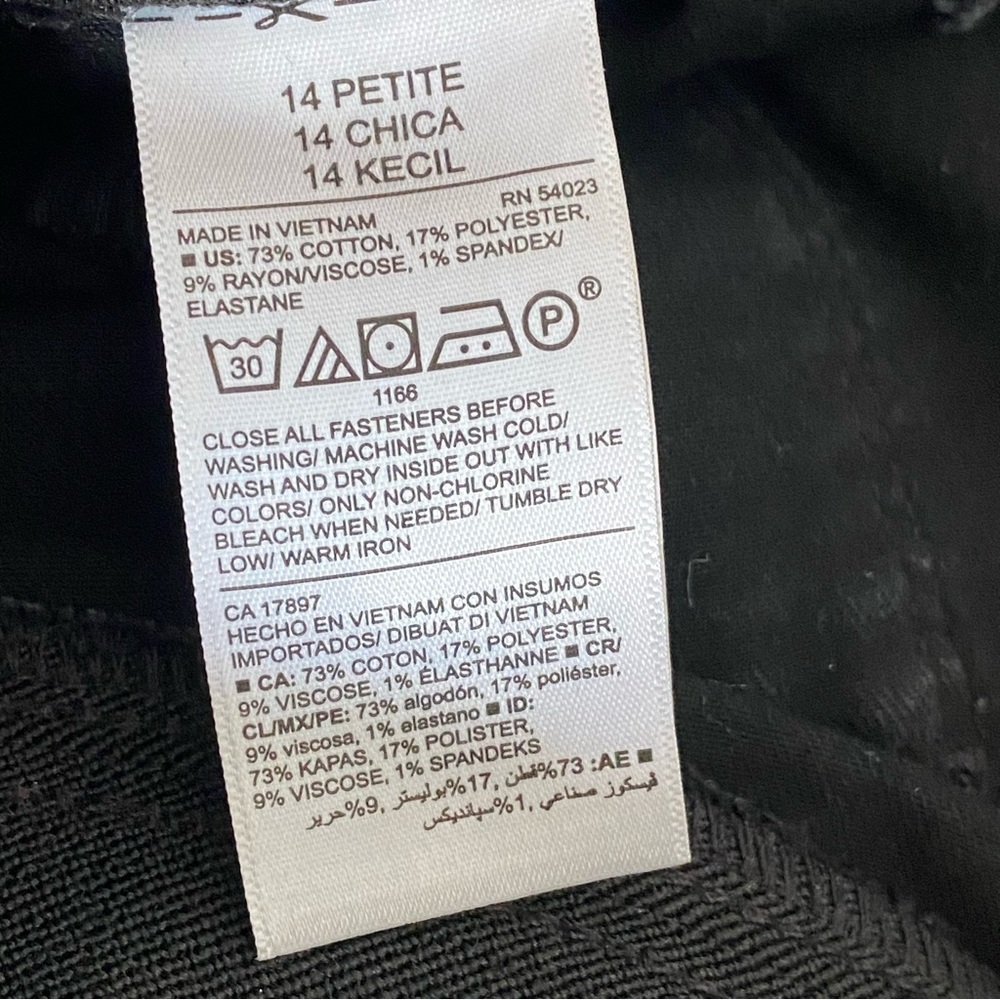 14 PETITE
14 CHICA
14 KECIL
RN 54023
MADE IN VIETNAM
■ US: 73% COTTON, 17% POLYESTER,
9% RAYON/VISCOSE, 1% SPANDEX/
ELASTANE
30 P ®
1166
CLOSE ALL FASTENERS BEFORE
WASHING/ MACHINE WASH COLD/
WASH AND DRY INSIDE OUT WITH LIKE
COLORS/ ONLY NON-CHLORINE
BLEACH WHEN NEEDED/ TUMBLE DRY
LOW/ WARM IRON
CA 17897
HECHO EN VIETNAM CON INSUMOS
IMPORTADOS/ DIBUAT DI VIETNAM
■ CA: 73% COTON, 17% POLYESTER,
9% VISCOSE, 1% ÉLASTHANNE ■ CR/
CL/MX/PE: 73% algodón, 17% poliéster,
9% viscosa, 1% elastano ■ ID:
73% KAPAS, 17% POLISTER,
9% VISCOSE, 1% SPANDEKS
■ AE: 73%قطن, 17%بوليستر, 9%حرير
فيسكوز صناعي, 1%سپانديكس